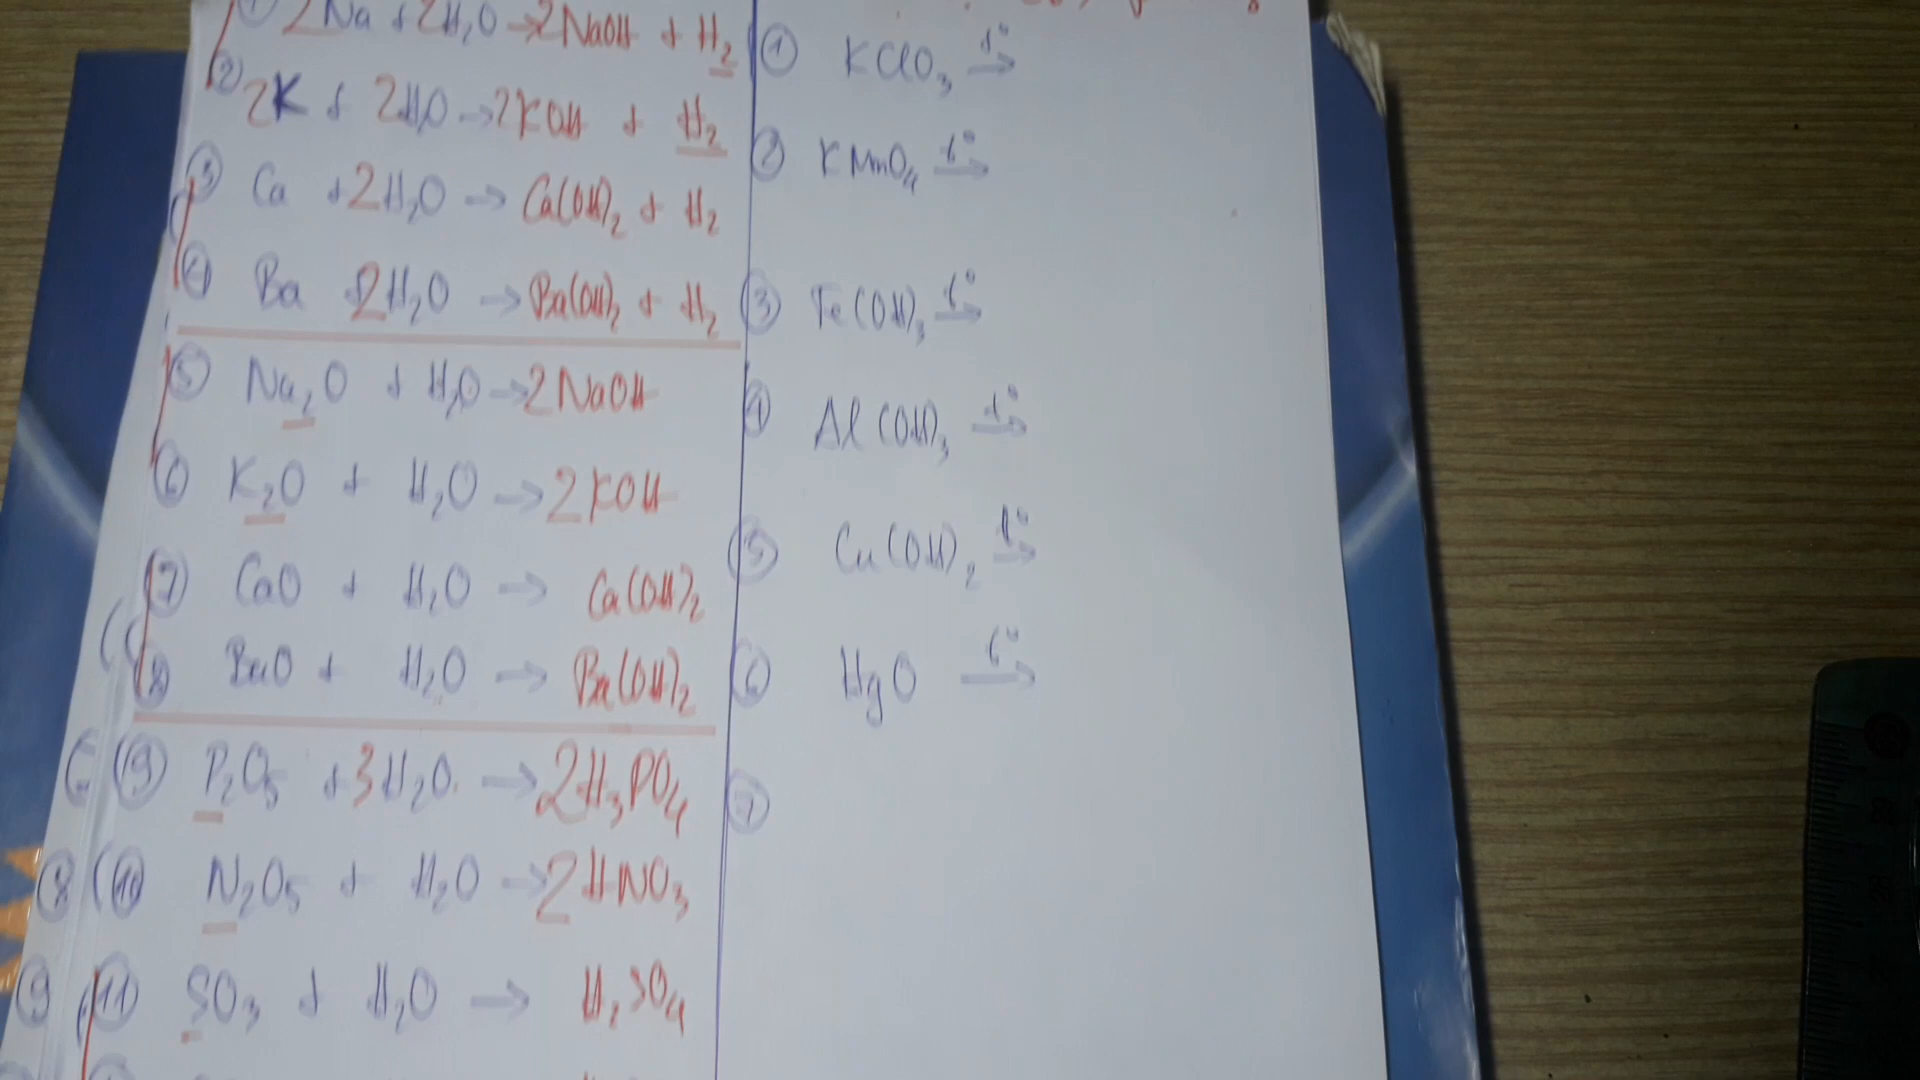 ① 2Na + 2H₂O → 2NaOH + H₂
② 2K + 2H₂O → 2KOH + H₂
③ Ca + 2H₂O → Ca(OH)₂ + H₂
④ Ba + 2H₂O → Ba(OH)₂ + H₂
⑤ Na₂O + H₂O → 2NaOH
⑥ K₂O + H₂O → 2KOH
⑦ CaO + H₂O → Ca(OH)₂
⑧ BaO + H₂O → Ba(OH)₂
⑨ P₂O₅ + 3H₂O → 2H₃PO₄
⑧ ⑩ N₂O₅ + H₂O → 2HNO₃
⑨ ⑪ SO₃ + H₂O → H₂SO₄
① KClO₃ t° →
② KMnO₄ t° →
③ Fe(OH)₃ t° →
④ Al(OH)₃ t° →
⑤ Cu(OH)₂ t° →
⑥ HgO t° →
⑦